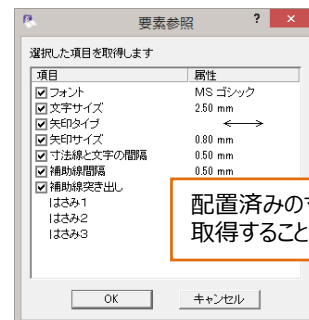 要素参照 ? ×
選択した項目を取得します
項目 属性
フォント MS ゴシック
文字サイズ 2.50 mm
矢印タイプ
矢印サイズ 0.80 mm
寸法線と文字の間隔 0.50 mm
補助線間隔 0.50 mm
補助線突き出し
はさみ1
はさみ2
はさみ3
配置済みの
取得すること
OK キャンセル